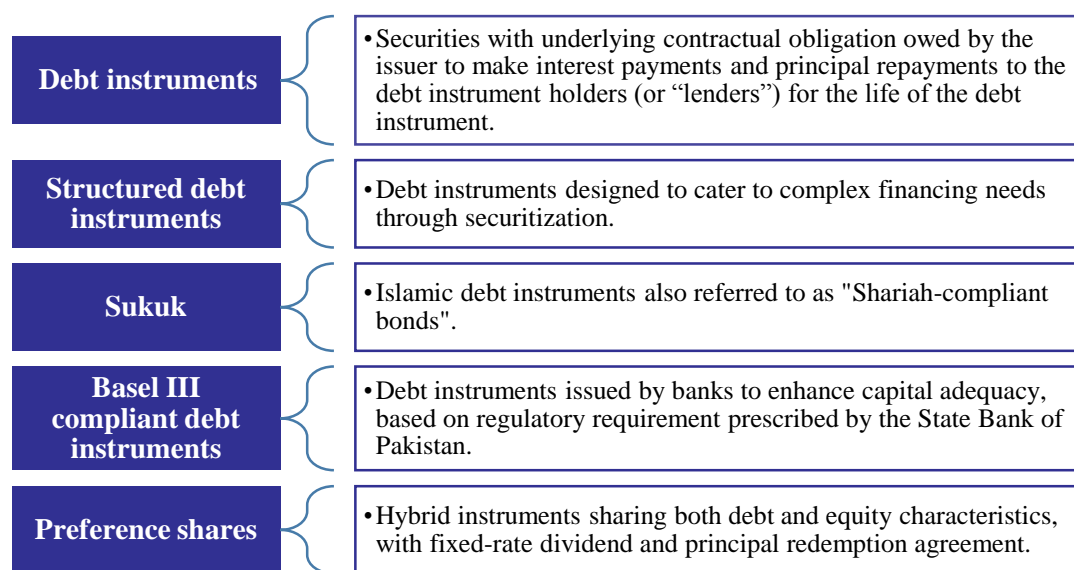 Debt instruments
•Securities with underlying contractual obligation owed by the
issuer to make interest payments and principal repayments to the
debt instrument holders (or “lenders”) for the life of the debt
instrument.
Structured debt
instruments
•Debt instruments designed to cater to complex financing needs
through securitization.
Sukuk
•Islamic debt instruments also referred to as "Shariah-compliant
bonds".
Basel III
compliant debt
instruments
•Debt instruments issued by banks to enhance capital adequacy,
based on regulatory requirement prescribed by the State Bank of
Pakistan.
Preference shares
•Hybrid instruments sharing both debt and equity characteristics,
with fixed-rate dividend and principal redemption agreement.